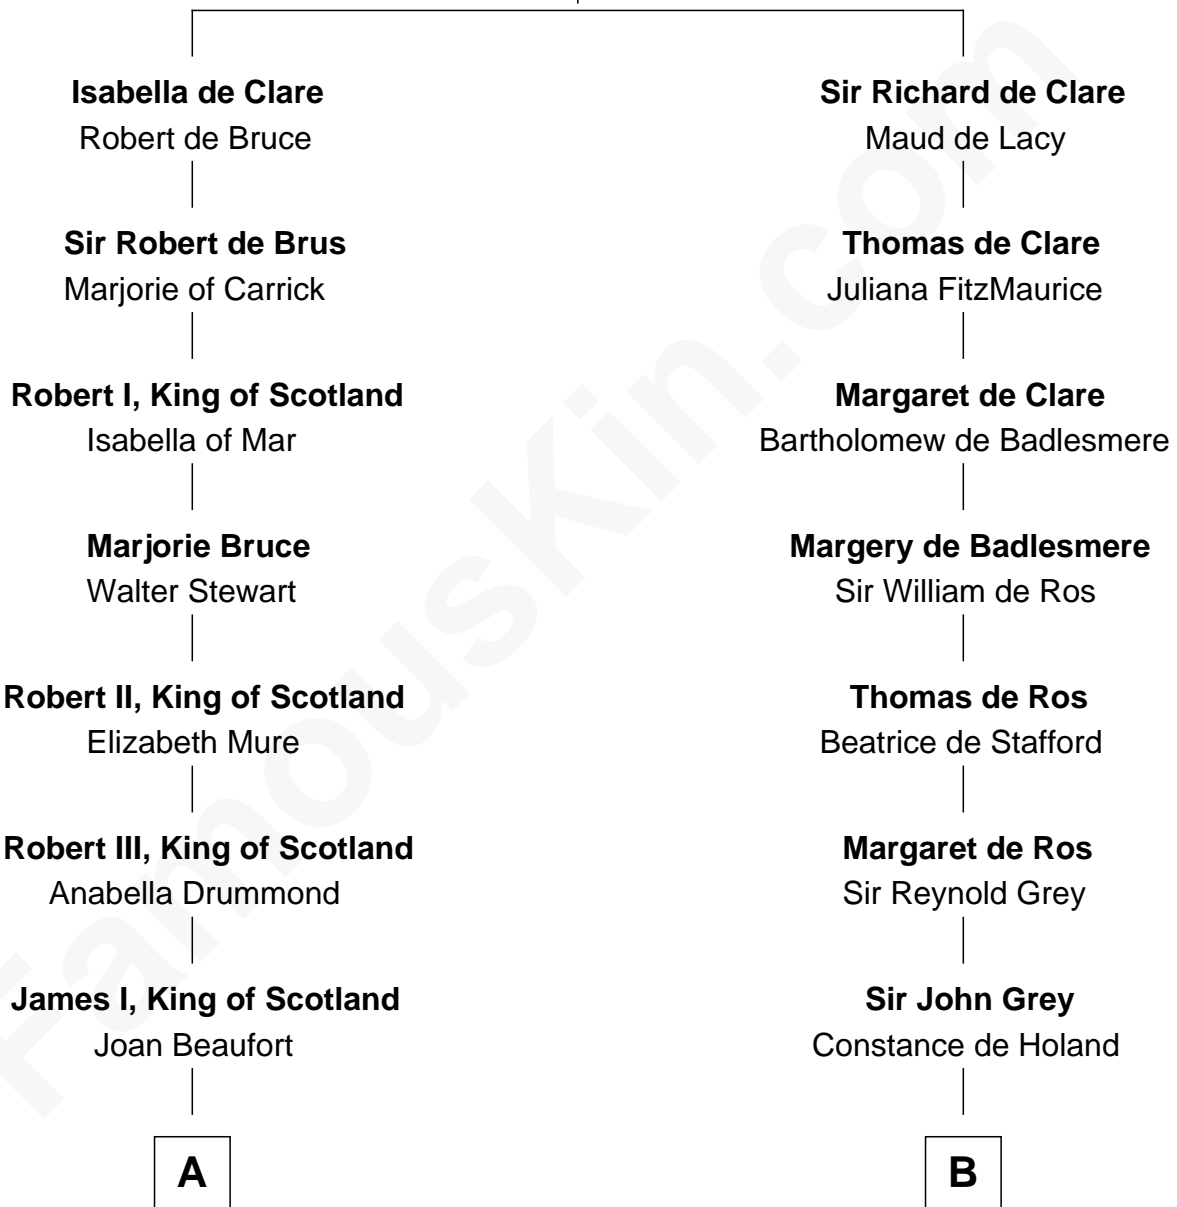 Isabella de Clare
Robert de Bruce
Sir Robert de Brus
Marjorie of Carrick
Robert I, King of Scotland
Isabella of Mar
Marjorie Bruce
Walter Stewart
Robert II, King of Scotland
Elizabeth Mure
Robert III, King of Scotland
Anabella Drummond
James I, King of Scotland
Joan Beaufort
A
Sir Richard de Clare
Maud de Lacy
Thomas de Clare
Juliana FitzMaurice
Margaret de Clare
Bartholomew de Badlesmere
Margery de Badlesmere
Sir William de Ros
Thomas de Ros
Beatrice de Stafford
Margaret de Ros
Sir Reynold Grey
Sir John Grey
Constance de Holand
B
FamousKin.com